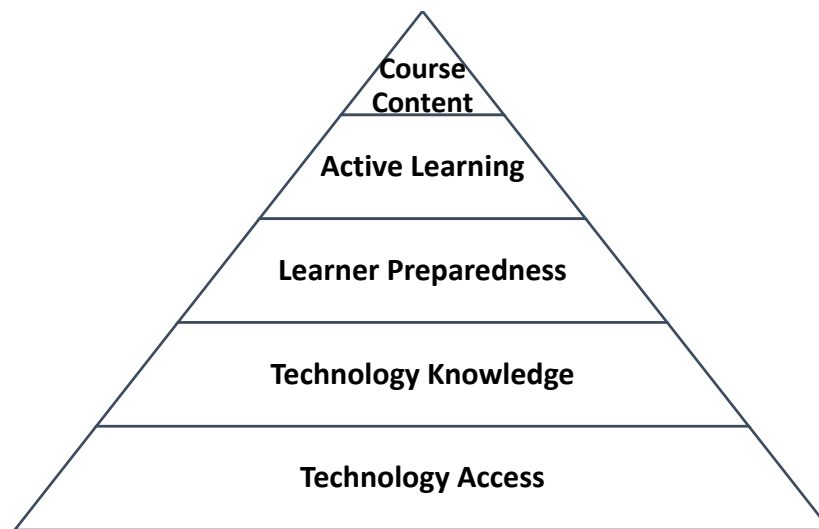 Course
Content
Active Learning
Learner Preparedness
Technology Knowledge
Technology Access